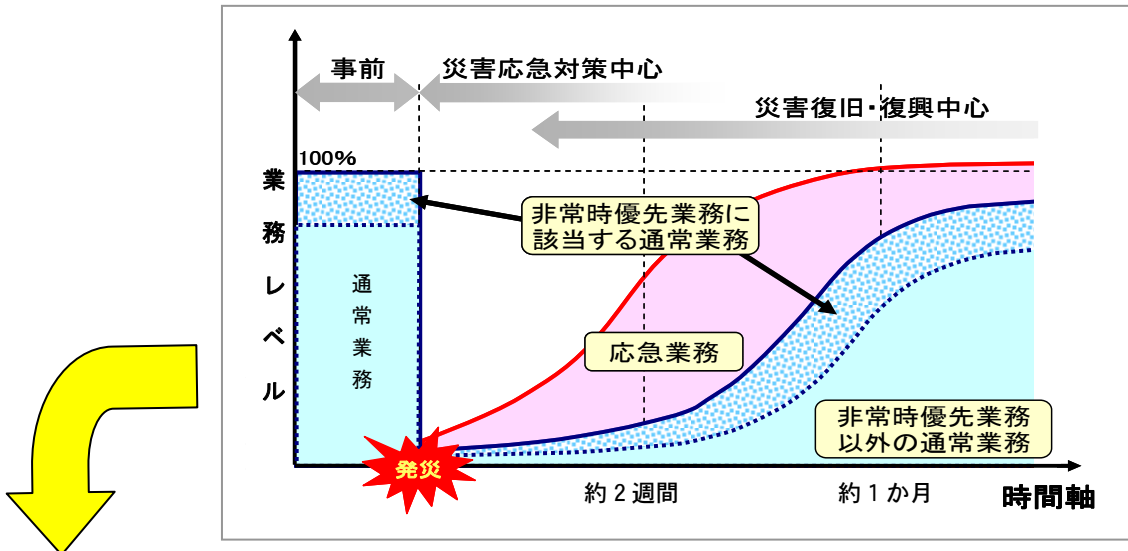 事前
災害応急対策中心
災害復旧・復興中心
100%
業務レベル
非常時優先業務に
該当する通常業務
通常業務
応急業務
非常時優先業務
以外の通常業務
発災
約2週間
約1か月
時間軸